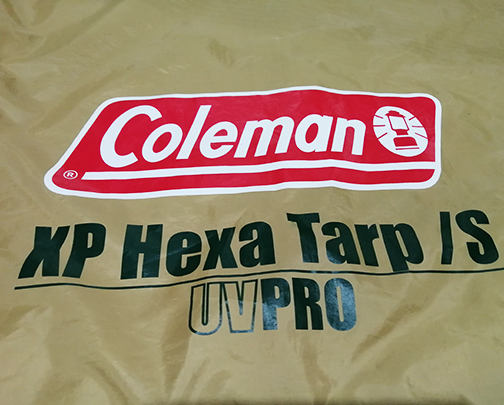 Coleman
®
XP Hexa Tarp /S
UVPRO